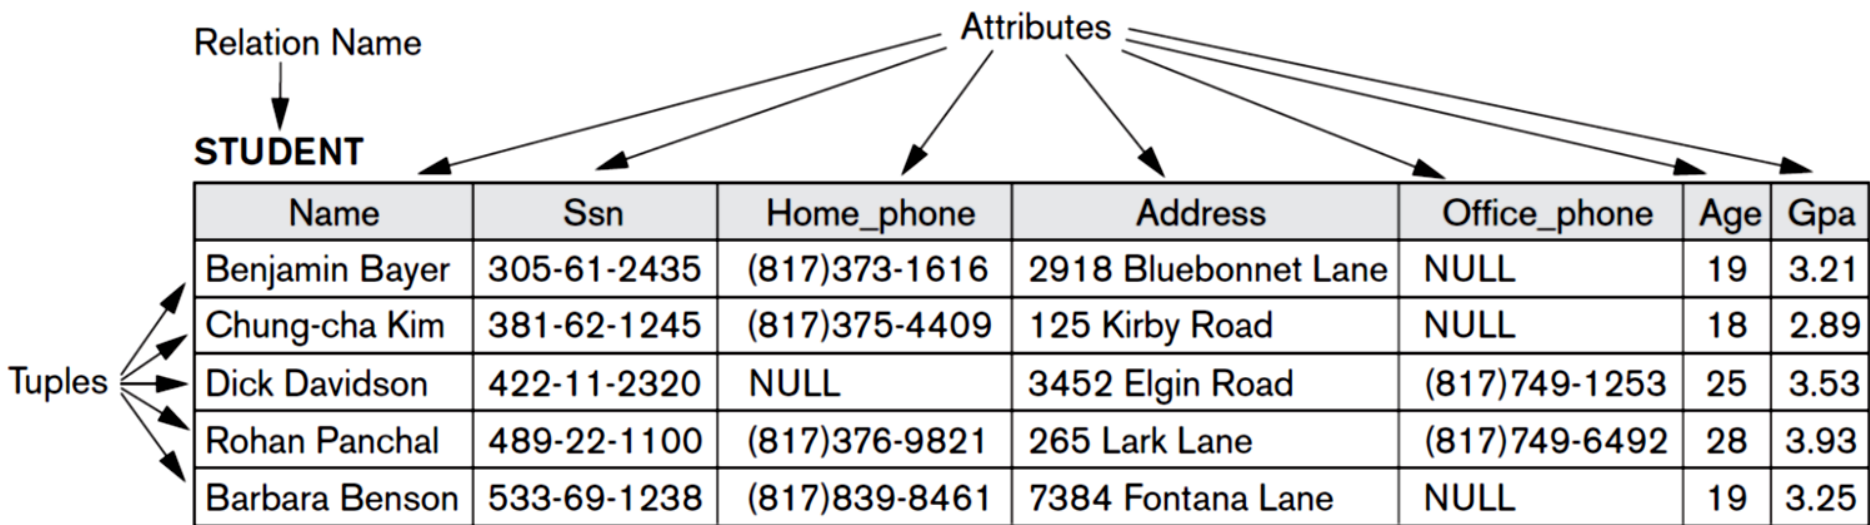 Attributes
Relation Name
STUDENT
Name Ssn Home_phone Address Office_phone Age Gpa
Benjamin Bayer 305-61-2435 (817)373-1616 2918 Bluebonnet Lane NULL 19 3.21
Chung-cha Kim 381-62-1245 (817)375-4409 125 Kirby Road NULL 18 2.89
Tuples Dick Davidson 422-11-2320 NULL 3452 Elgin Road (817)749-1253 25 3.53
Rohan Panchal 489-22-1100 (817)376-9821 265 Lark Lane (817)749-6492 28 3.93
Barbara Benson 533-69-1238 (817)839-8461 7384 Fontana Lane NULL 19 3.25